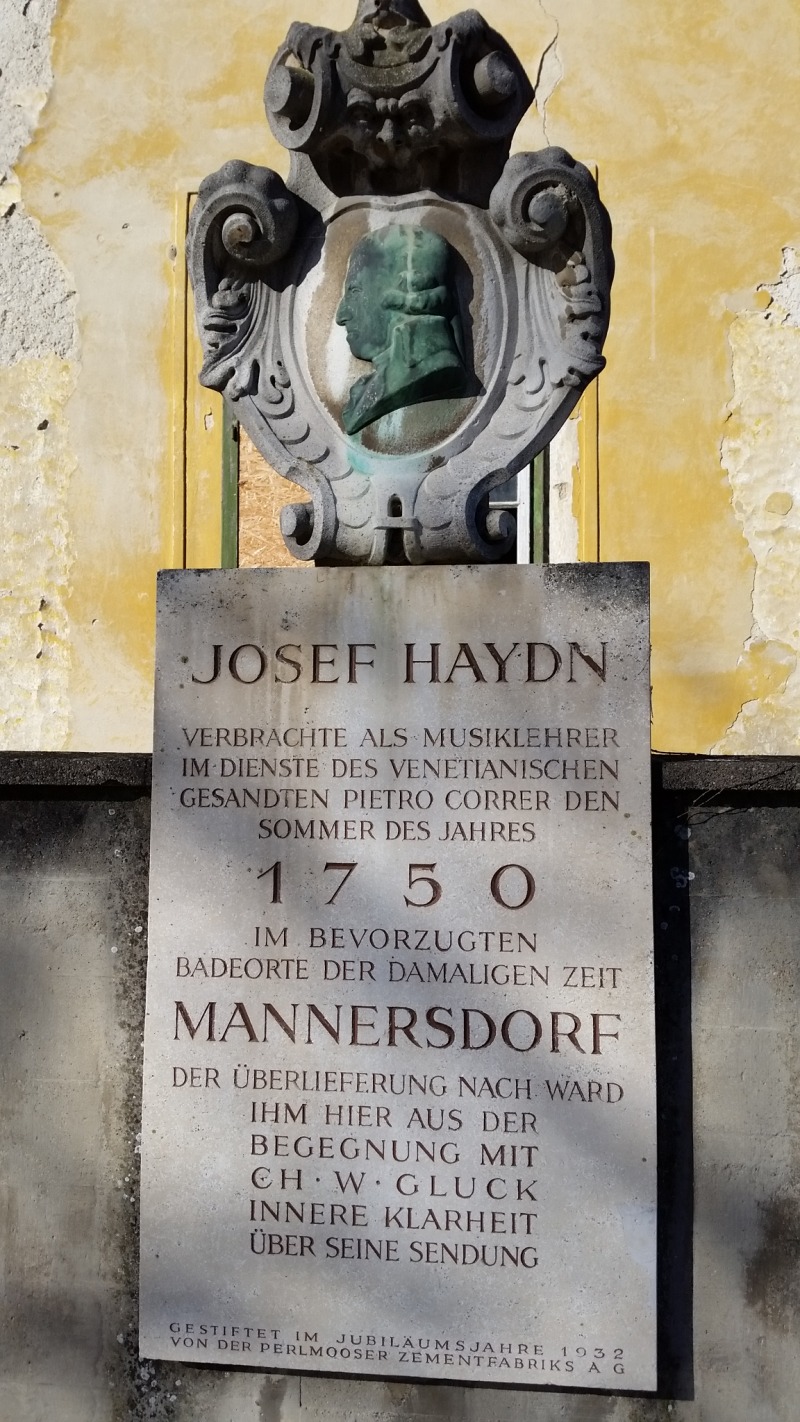 JOSEF HAYDN
VERBRACHTE ALS MUSIKLEHRER
IM DIENSTE DES VENETIANISCHEN
GESANDTEN PIETRO CORRER DEN
SOMMER DES JAHRES
1750
IM BEVORZUGTEN
BADEORTE DER DAMALIGEN ZEIT
MANNERSDORF
DER ÜBERLIEFERUNG NACH WARD
IHM HIER AUS DER
BEGEGNUNG MIT
CH · W · GLUCK
INNERE KLARHEIT
ÜBER SEINE SENDUNG
GESTIFTET IM JUBILÄUMSJAHRE 1932
VON DER PERLMOOSER ZEMENTFABRIKS A G